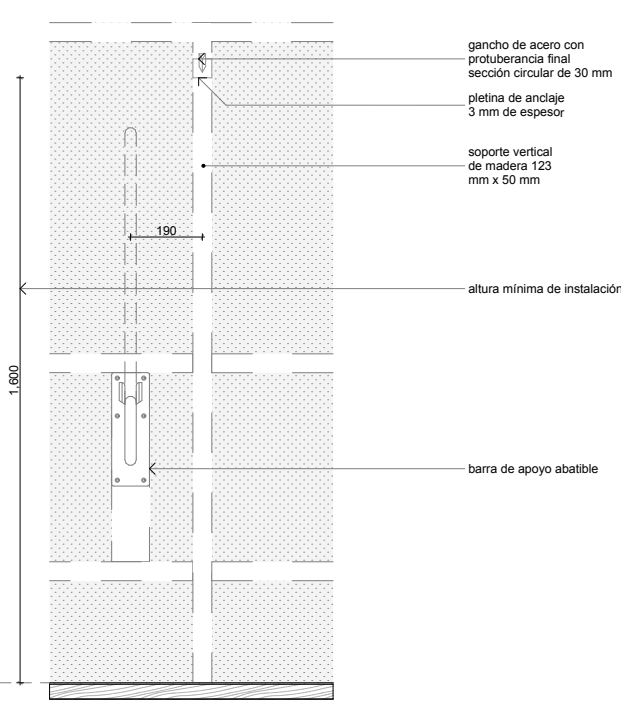 gancho de acero con
protuberancia final
sección circular de 30 mm
pletina de anclaje
3 mm de espesor
soporte vertical
de madera 123
mm x 50 mm
190
altura mínima de instalación
1,600
barra de apoyo abatible